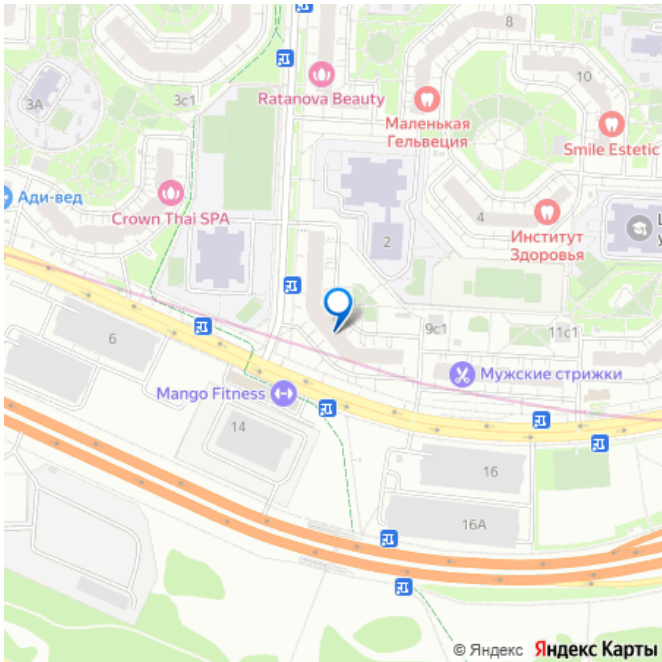 8
3с1
3А
10
Ratanova Beauty
Маленькая
Гельвеция
Smile Estetic
Ади-вед
Crown Thai SPA
2
4
Институт
Здоровья
6
9с1
11с1
Мужские стрижки
Mango Fitness
14
16
16А
© Яндекс Яндекс Карты